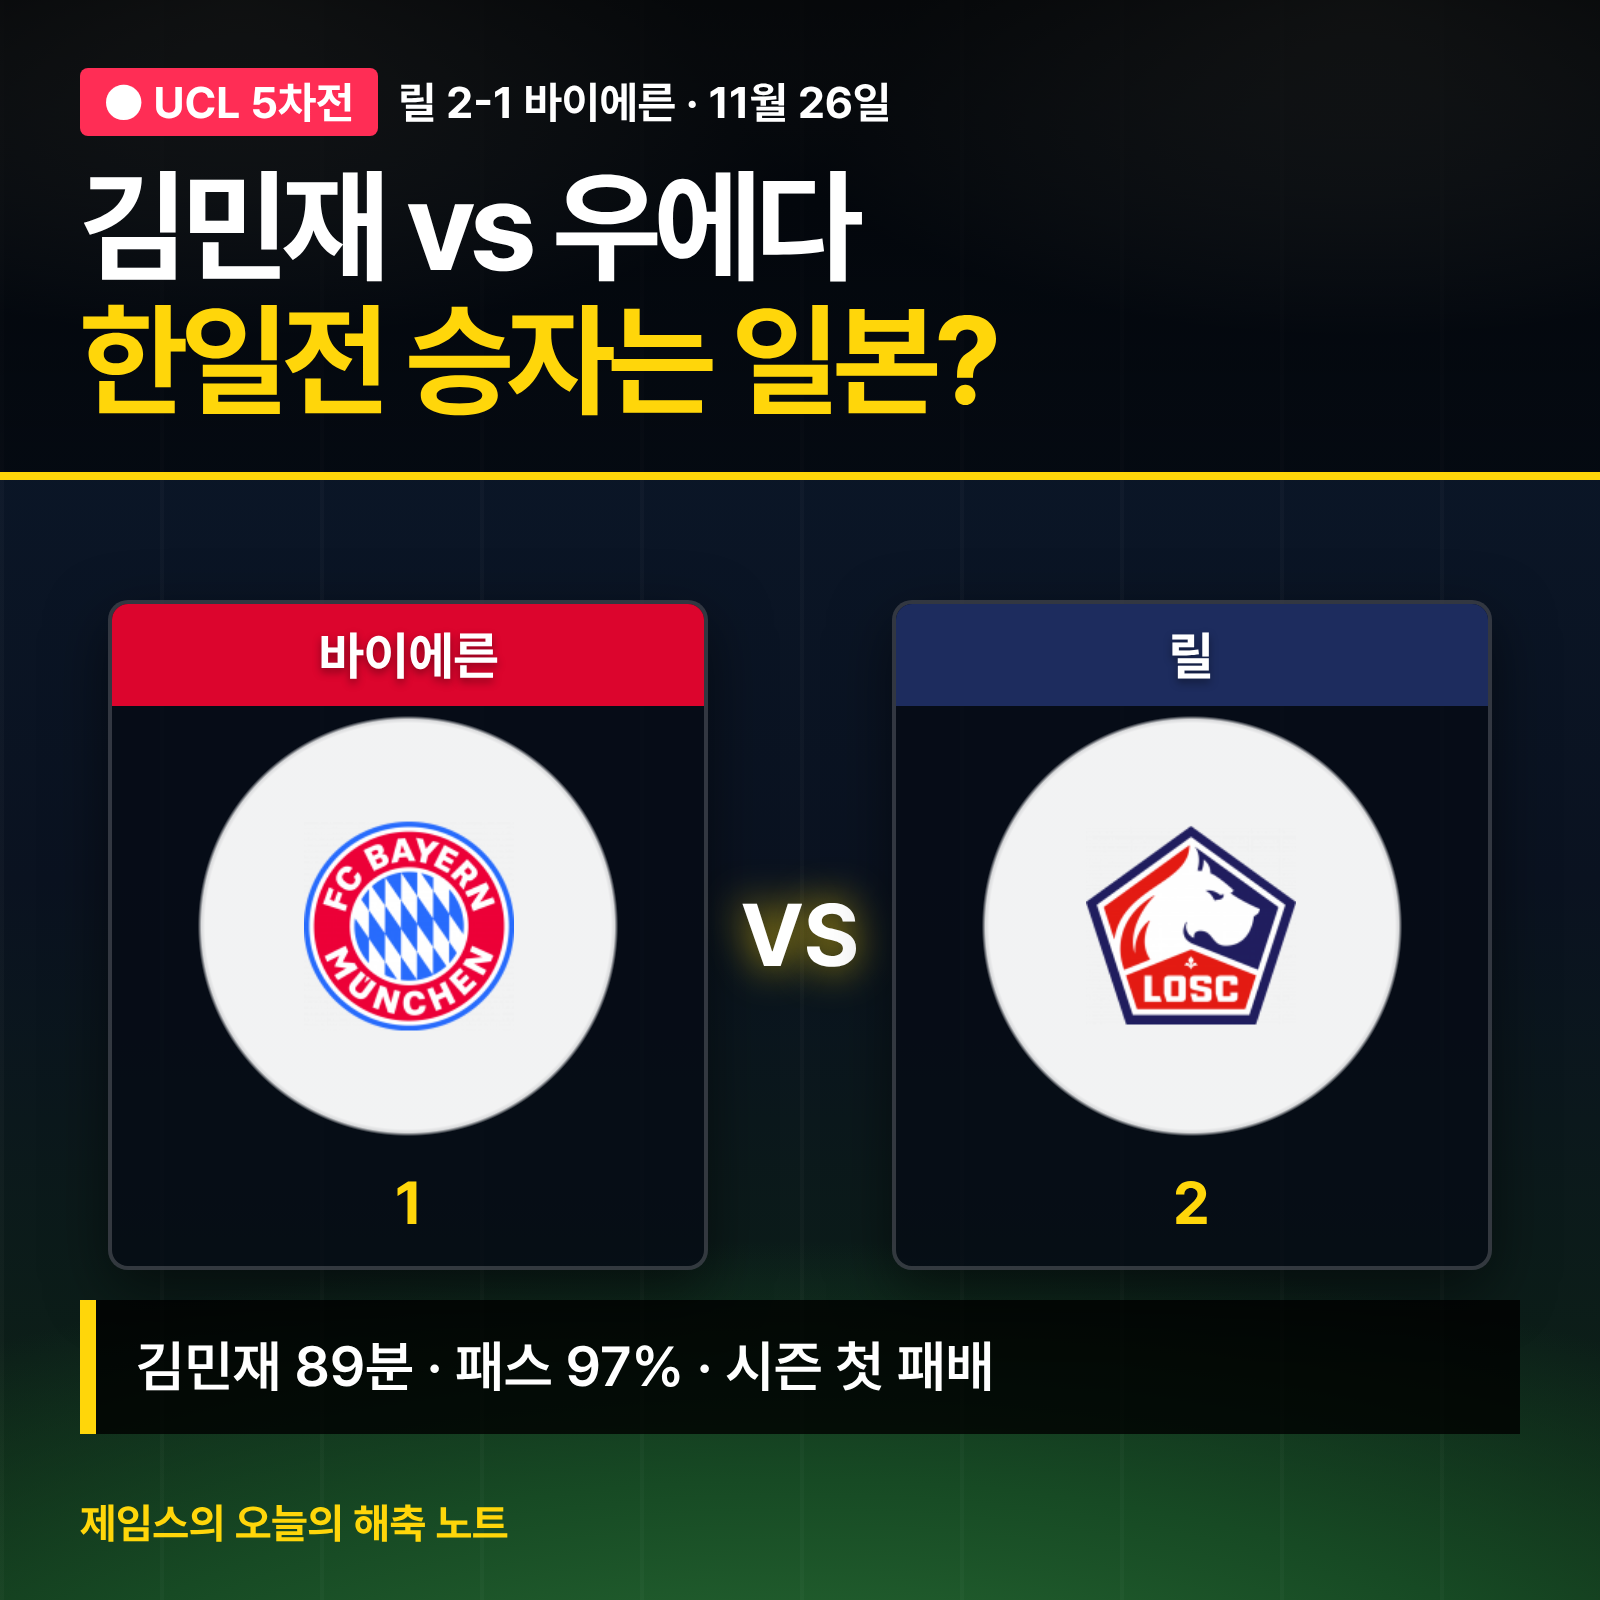 UCL 5차전 릴 2-1 바이에른 · 11월 26일
김민재 vs 우에다
한일전 승자는 일본?
바이에른
릴
FC BAYERN
MÜNCHEN
VS
LOSC
1
2
김민재 89분 · 패스 97% · 시즌 첫 패배
제임스의 오늘의 해축 노트